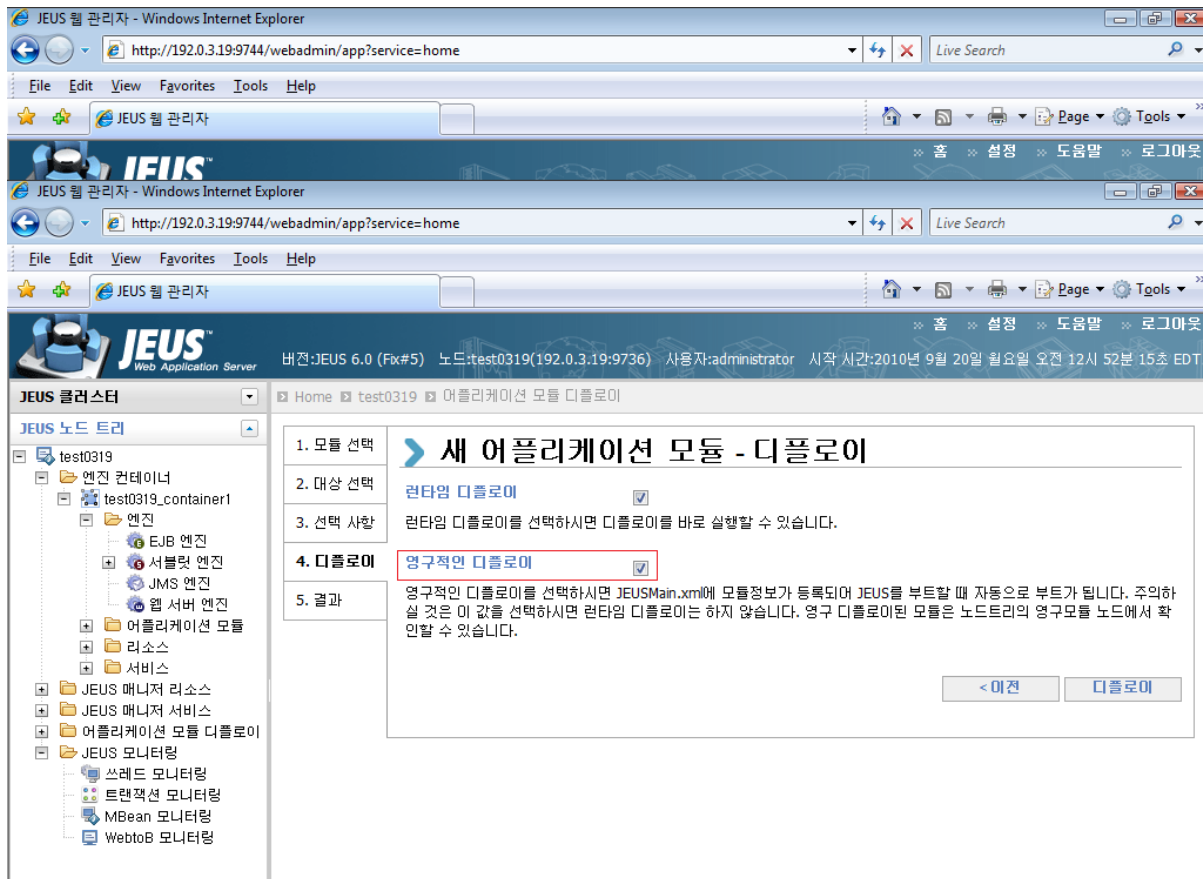 JEUS 웹 관리자 - Windows Internet Explorer
http://192.0.3.19:9744/webadmin/app?service=home
Live Search
File Edit View Favorites Tools Help
JEUS 웹 관리자
Page Tools
JEUS™
» 홈 » 설정 » 도움말 » 로그아웃
JEUS 웹 관리자 - Windows Internet Explorer
http://192.0.3.19:9744/webadmin/app?service=home
Live Search
File Edit View Favorites Tools Help
JEUS 웹 관리자
Page Tools
» 홈 » 설정 » 도움말 » 로그아웃
JEUS™
Web Application Server
버전:JEUS 6.0 (Fix#5) 노드:test0319(192.0.3.19:9736) 사용자:administrator 시작 시간:2010년 9월 20일 월요일 오전 12시 52분 15초 EDT
JEUS 클러스터
Home test0319 어플리케이션 모듈 디플로이
JEUS 노드 트리
test0319
엔진 컨테이너
test0319_container1
엔진
EJB 엔진
서블릿 엔진
JMS 엔진
웹 서버 엔진
어플리케이션 모듈
리소스
서비스
JEUS 매니저 리소스
JEUS 매니저 서비스
어플리케이션 모듈 디플로이
JEUS 모니터링
쓰레드 모니터링
트랜잭션 모니터링
MBean 모니터링
WebtoB 모니터링
1. 모듈 선택
2. 대상 선택
3. 선택 사항
4. 디플로이
5. 결과
새 어플리케이션 모듈 - 디플로이
런타임 디플로이
런타임 디플로이를 선택하시면 디플로이를 바로 실행할 수 있습니다.
영구적인 디플로이
영구적인 디플로이를 선택하시면 JEUSMain.xml에 모듈정보가 등록되어 JEUS를 부트할 때 자동으로 부트가 됩니다. 주의하
실 것은 이 값을 선택하시면 런타임 디플로이는 하지 않습니다. 영구 디플로이된 모듈은 노드트리의 영구모듈 노드에서 확
인할 수 있습니다.
<이전
디플로이